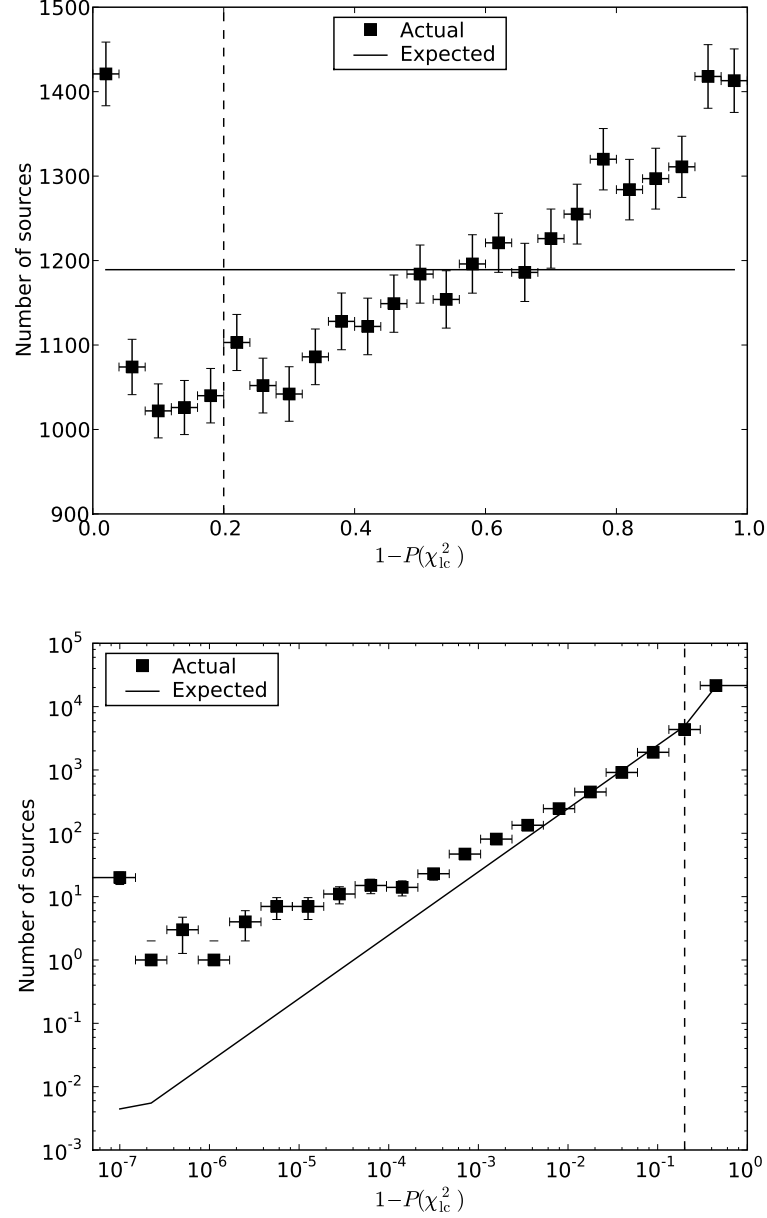 1500
1400
1300
1200
1100
1000
900
Number of sources
Actual
Expected
0.0 0.2 0.4 0.6 0.8 1.0
1−P(χ²lc)
10⁵
10⁴
10³
10²
10¹
10⁰
10⁻¹
10⁻²
10⁻³
Number of sources
Actual
Expected
10⁻⁷ 10⁻⁶ 10⁻⁵ 10⁻⁴ 10⁻³ 10⁻² 10⁻¹ 10⁰
1−P(χ²lc)